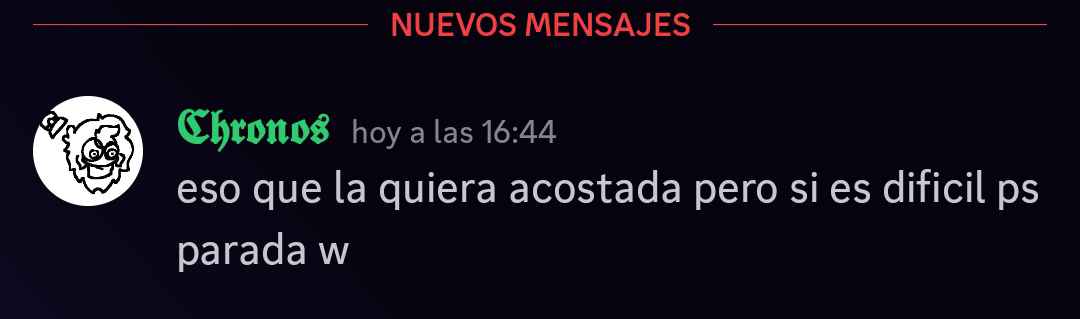 NUEVOS MENSAJES
Chronos hoy a las 16:44
eso que la quiera acostada pero si es dificil ps
parada w